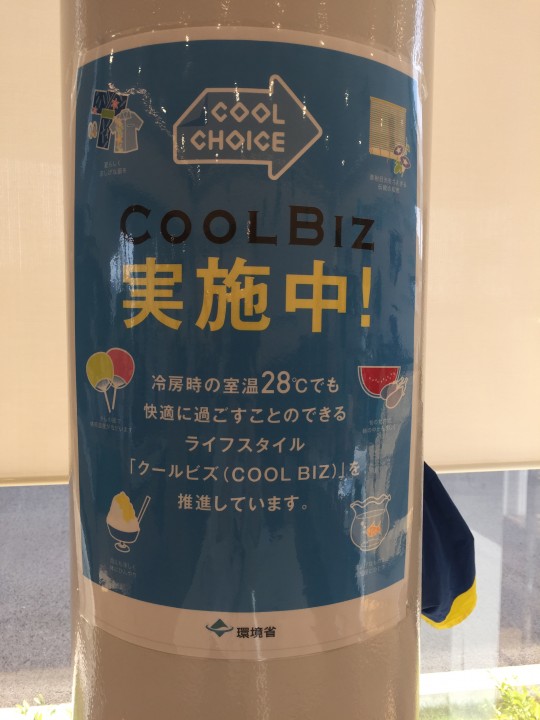 COOL
CHOICE
COOLBIZ
実施中!
冷房時の室温28℃でも
快適に過ごすことのできる
ライフスタイル
「クールビズ(COOL BIZ)」を
推進しています。
環境省